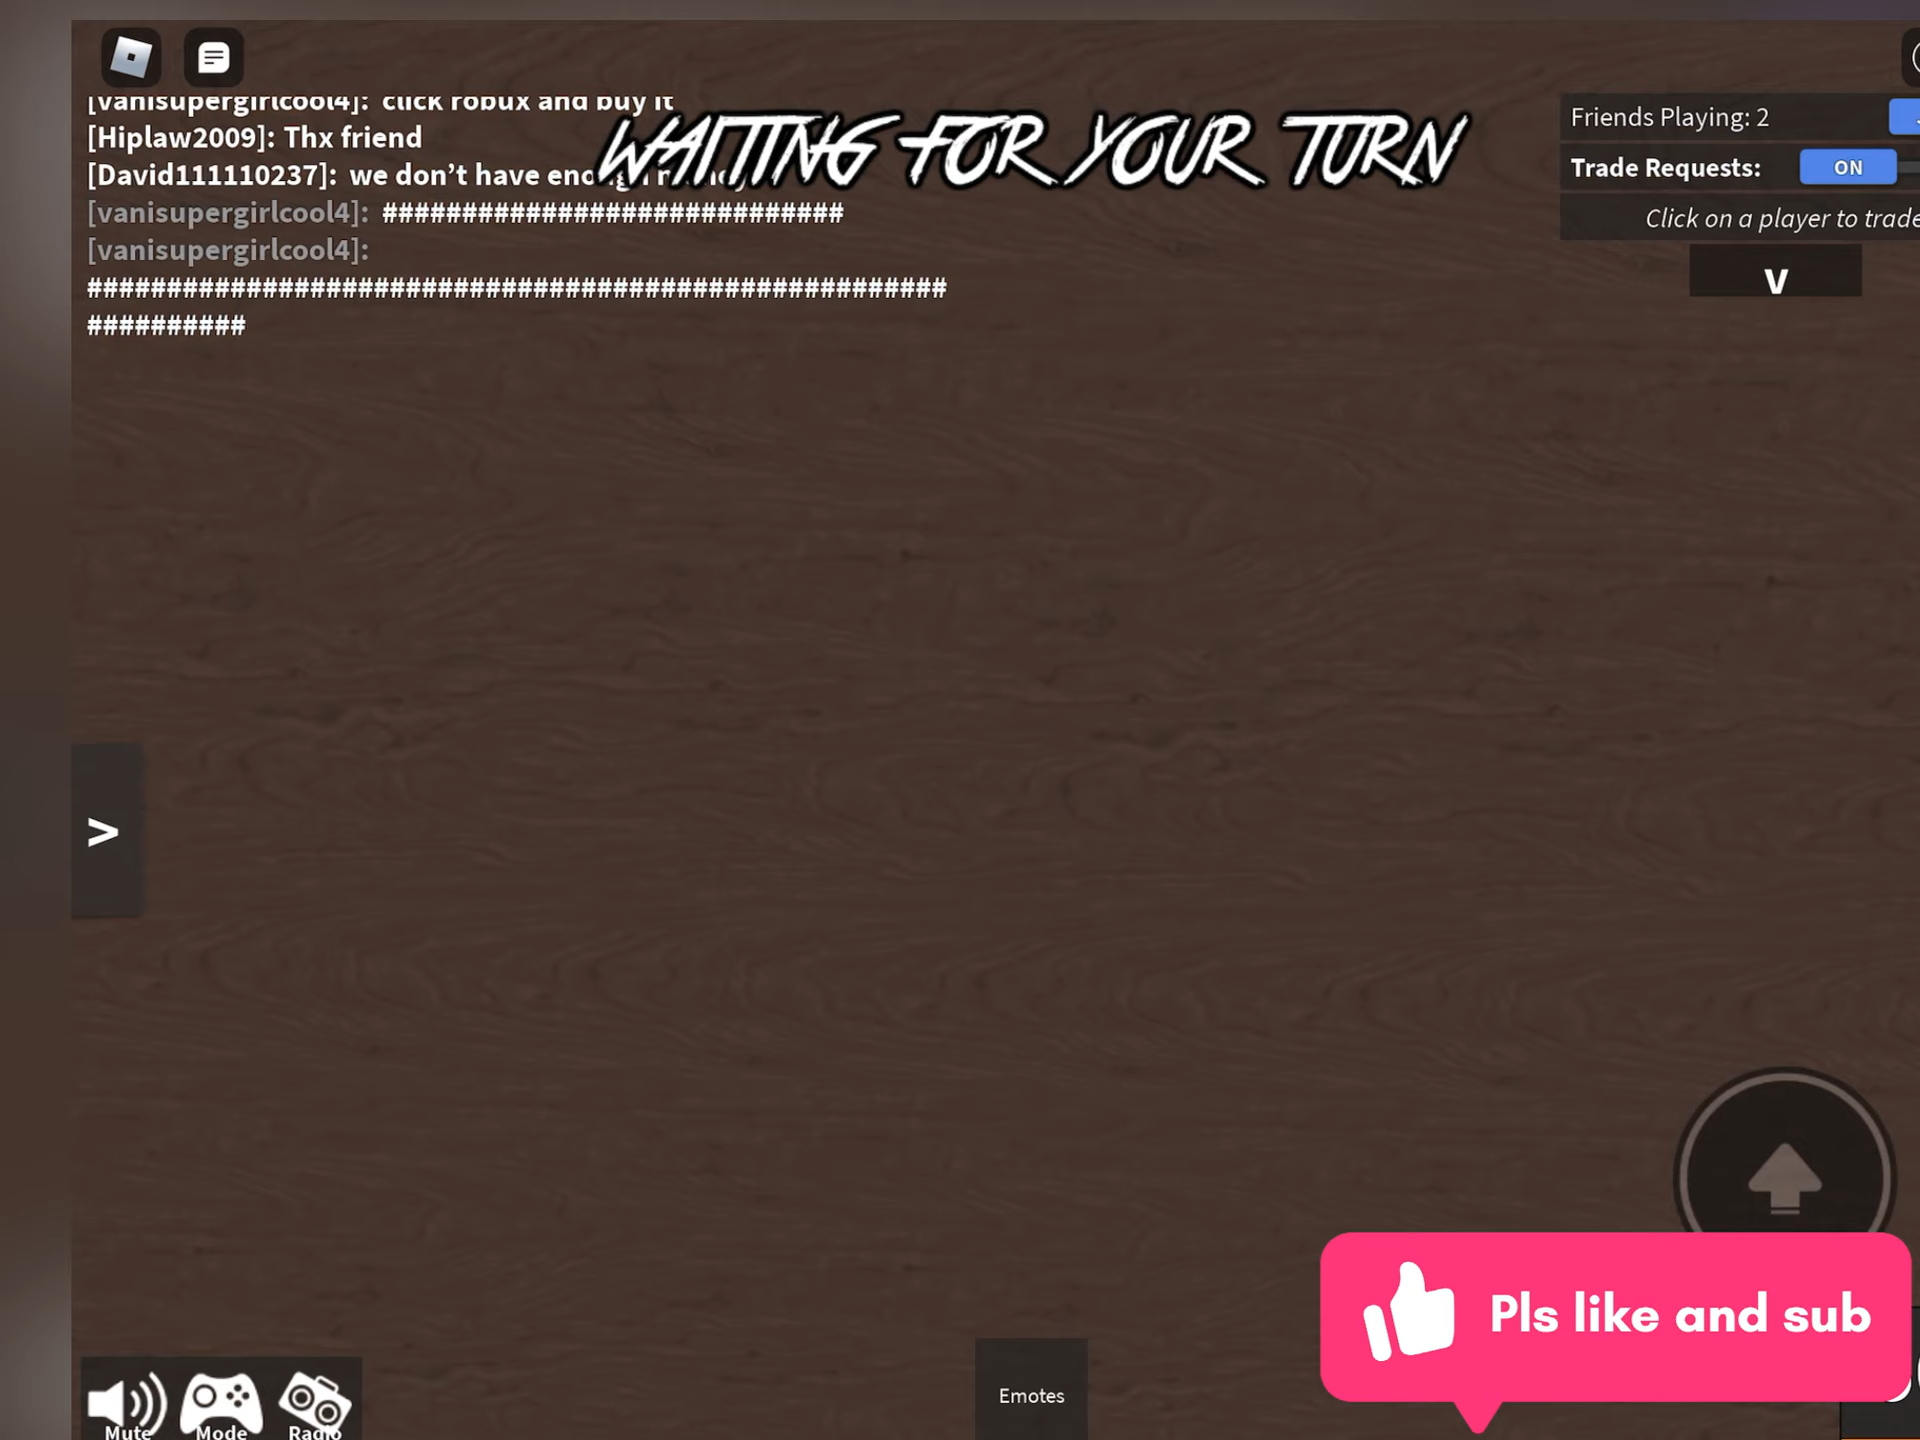 [vanisupergirlcool4]: click robux and buy it
[Hiplaw2009]: Thx friend
[David111110237]: we don't have enough
[vanisupergirlcool4]: #############################
[vanisupergirlcool4]:
######################################################
##########
WAITING FOR YOUR TURN
Friends Playing: 2
Trade Requests: ON
Click on a player to trade
v
>
Mute Mode Radio
Emotes
Pls like and sub